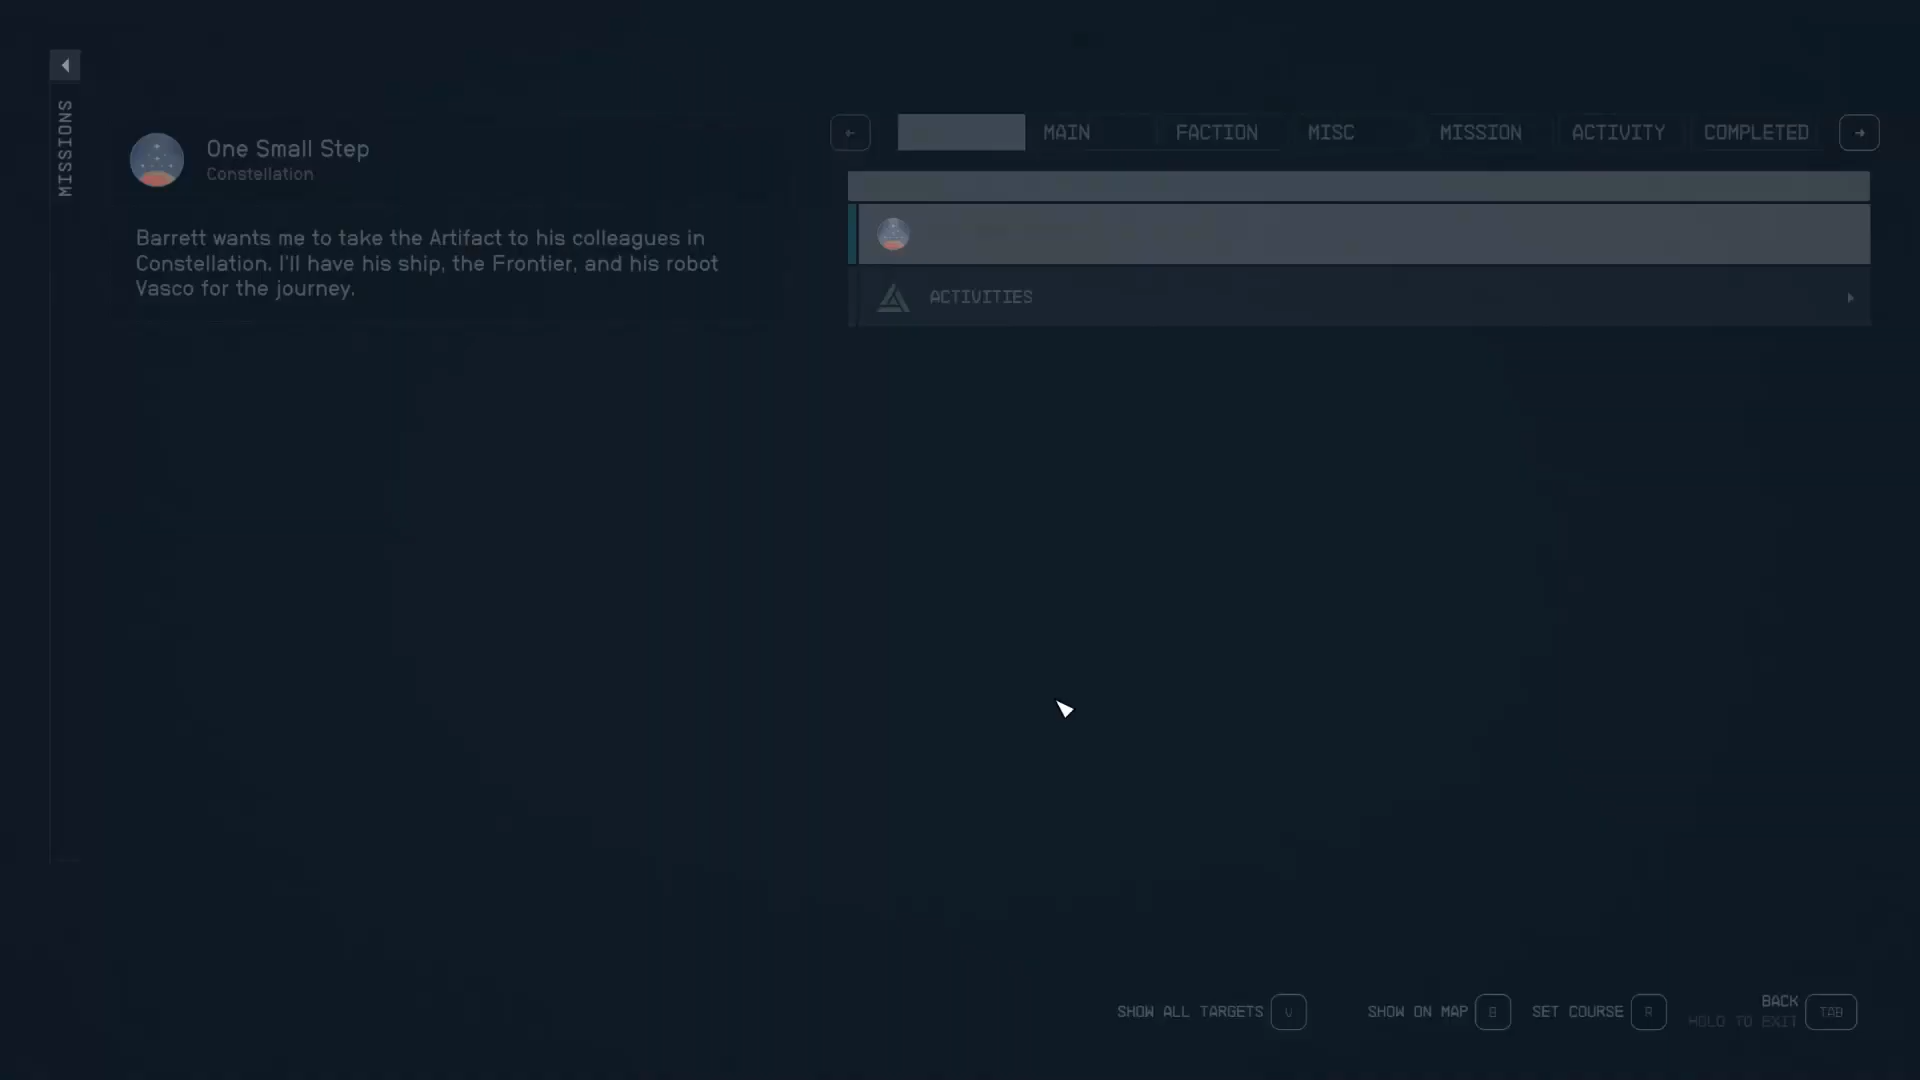 MISSIONS
One Small Step
Constellation
Barrett wants me to take the Artifact to his colleagues in
Constellation. I'll have his ship, the Frontier, and his robot
Vasco for the journey.
MAIN
FACTION
MISC
MISSION
ACTIVITY
COMPLETED
ACTIVITIES
SHOW ALL TARGETS
V
SHOW ON MAP
SET COURSE
R
BACK
HOLD TO EXIT
TAB